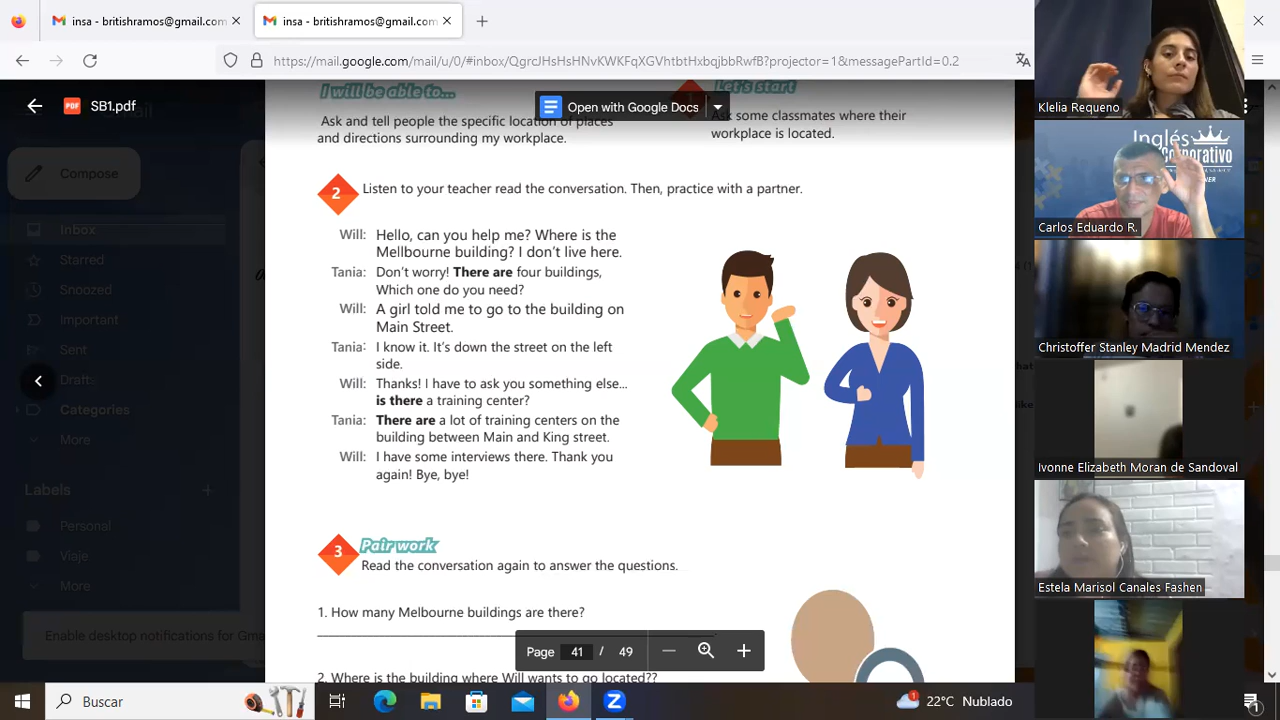 insa - britishramos@gmail.com
insa - britishramos@gmail.com
https://mail.google.com/mail/u/0/#inbox/QgrcJHsHsHNvKWKFqXGVhtbtHxbqjbbRwfB?projector=1&messagePartId=0.2
SB1.pdf
Open with Google Docs
Compose
Inbox
Starred
Snoozed
Important
Sent
Drafts
Categories
More
Labels
Personal
Viaje
More
Enable desktop notifications for Gma
I will be able to...
Ask and tell people the specific location of places
and directions surrounding my workplace.
Let's start
Ask some classmates where their
workplace is located.
2 Listen to your teacher read the conversation. Then, practice with a partner.
Will: Hello, can you help me? Where is the
Mellbourne building? I don't live here.
Tania: Don't worry! There are four buildings,
Which one do you need?
Will: A girl told me to go to the building on
Main Street.
Tania: I know it. It's down the street on the left
side.
Will: Thanks! I have to ask you something else...
is there a training center?
Tania: There are a lot of training centers on the
building between Main and King street.
Will: I have some interviews there. Thank you
again! Bye, bye!
3 Pair work
Read the conversation again to answer the questions.
1. How many Melbourne buildings are there?
2. Where is the building where Will wants to go located??
Page 41 / 49
Klelia Requeno
Inglés
Corporativo
Carlos Eduardo R.
Christoffer Stanley Madrid Mendez
Ivonne Elizabeth Moran de Sandoval
Estela Marisol Canales Fashen
Buscar
22°C Nublado